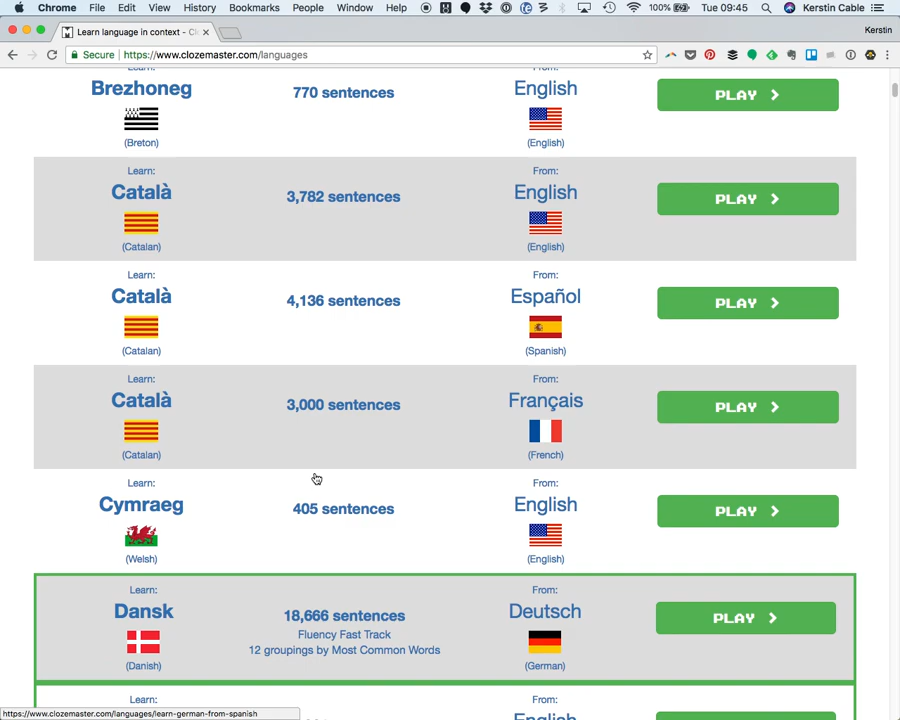 Chrome File Edit View History Bookmarks People Window Help 100% Tue 09:45 Kerstin Cable
Learn language in context - Cl Kerstin
Secure https://www.clozemaster.com/languages
Learn: From:
Brezhoneg 770 sentences English PLAY
(Breton) (English)
Learn: From:
Català 3,782 sentences English PLAY
(Catalan) (English)
Learn: From:
Català 4,136 sentences Español PLAY
(Catalan) (Spanish)
Learn: From:
Català 3,000 sentences Français PLAY
(Catalan) (French)
Learn: From:
Cymraeg 405 sentences English PLAY
(Welsh) (English)
Learn: From:
Dansk 18,666 sentences Deutsch PLAY
Fluency Fast Track
12 groupings by Most Common Words
(Danish) (German)
Learn: From:
English
https://www.clozemaster.com/languages/learn-german-from-spanish